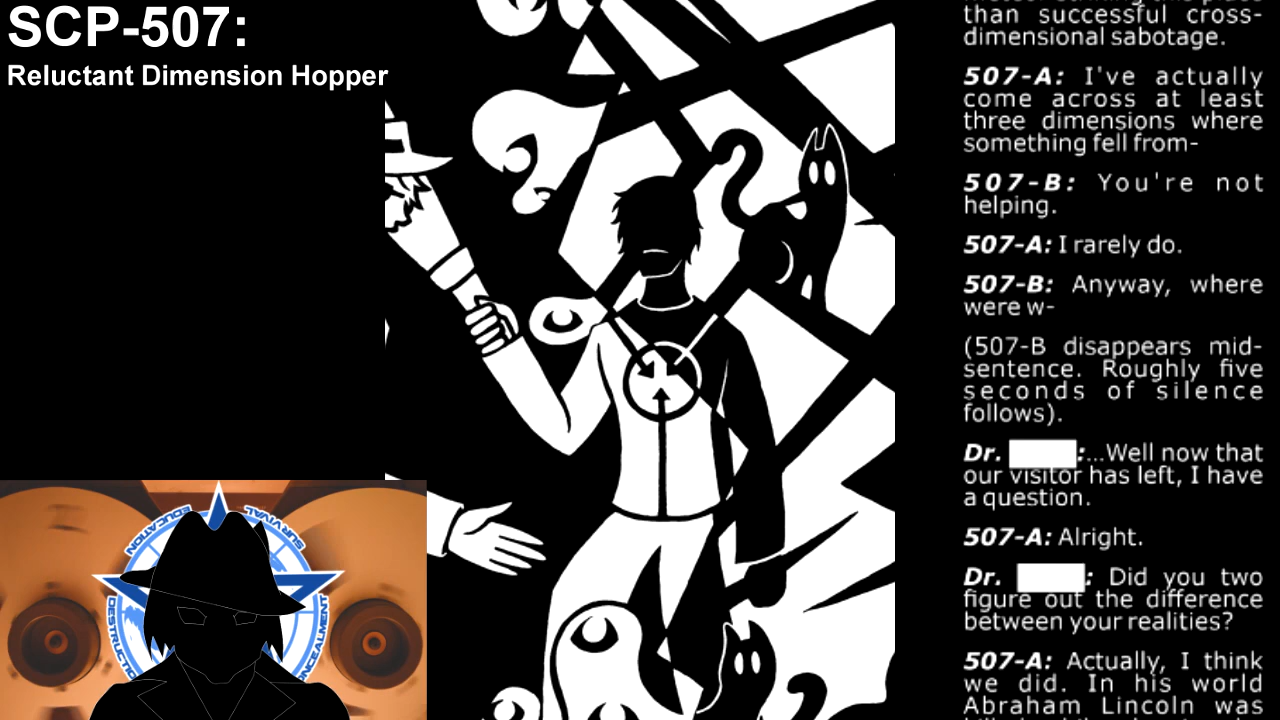 SCP-507:
Reluctant Dimension Hopper
than successful cross-
dimensional sabotage.
507-A: I've actually
come across at least
three dimensions where
something fell from-
507-B: You're not
helping.
507-A: I rarely do.
507-B: Anyway, where
were w-
(507-B disappears mid-
sentence. Roughly five
seconds of silence
follows).
Dr. :...Well now that
our visitor has left, I have
a question.
507-A: Alright.
Dr. : Did you two
figure out the difference
between your realities?
507-A: Actually, I think
we did. In his world
Abraham Lincoln was
EDUCATION
SURVIVAL